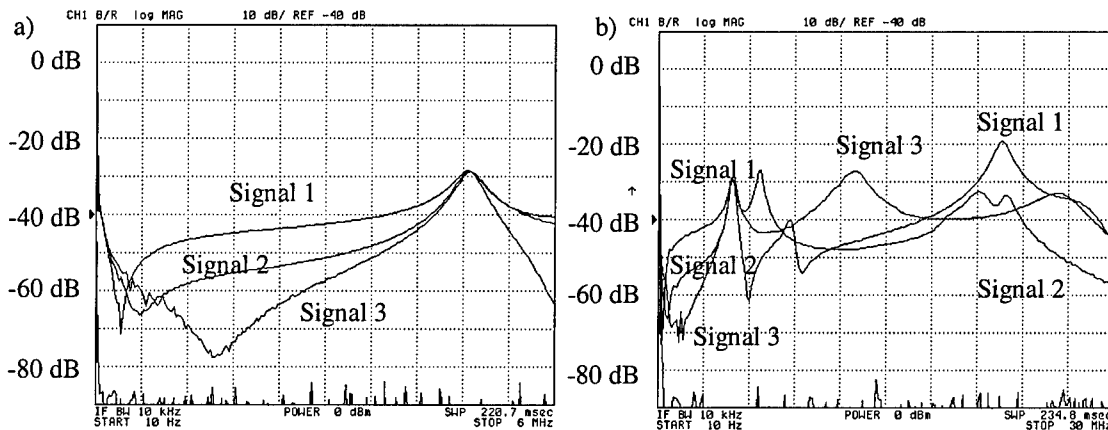 a)
CH1 B/R log MAG 10 dB/ REF -40 dB
0 dB
-20 dB
-40 dB
-60 dB
-80 dB
Signal 1
Signal 2
Signal 3
IF BW 10 kHz POWER 0 dBm SWP 220.7 msec
START 10 Hz STOP 6 MHz
b)
CH1 B/R log MAG 10 dB/ REF -40 dB
0 dB
-20 dB
-40 dB
-60 dB
-80 dB
Signal 1
Signal 3
Signal 1
Signal 2
Signal 2
Signal 3
IF BW 10 kHz POWER 0 dBm SWP 234.8 msec
START 10 Hz STOP 30 MHz